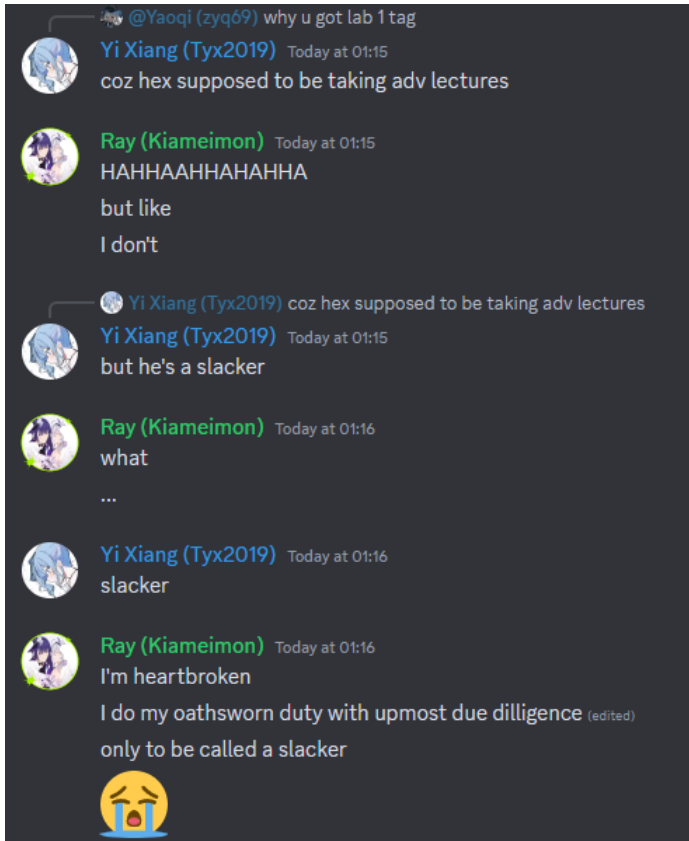 @Yaoqi (zyq69) why u got lab 1 tag
Yi Xiang (Tyx2019) Today at 01:15
coz hex supposed to be taking adv lectures
Ray (Kiameimon) Today at 01:15
HAHHAAHHAHAHHA
but like
I don't
Yi Xiang (Tyx2019) coz hex supposed to be taking adv lectures
Yi Xiang (Tyx2019) Today at 01:15
but he's a slacker
Ray (Kiameimon) Today at 01:16
what
...
Yi Xiang (Tyx2019) Today at 01:16
slacker
Ray (Kiameimon) Today at 01:16
I'm heartbroken
I do my oathsworn duty with upmost due dilligence (edited)
only to be called a slacker